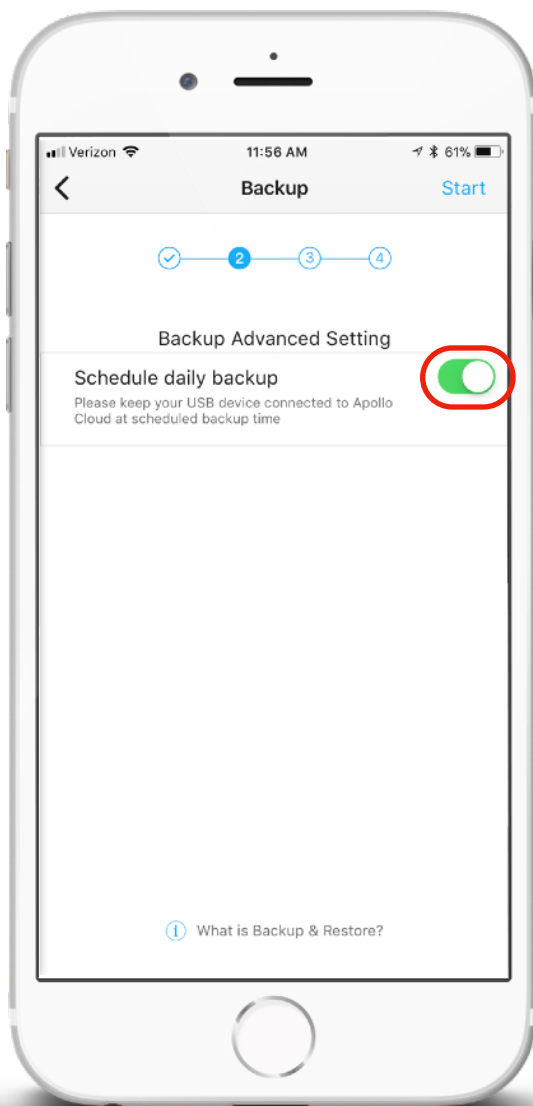 Verizon 11:56 AM 61%
Backup Start
2 3 4
Backup Advanced Setting
Schedule daily backup
Please keep your USB device connected to Apollo
Cloud at scheduled backup time
i What is Backup & Restore?